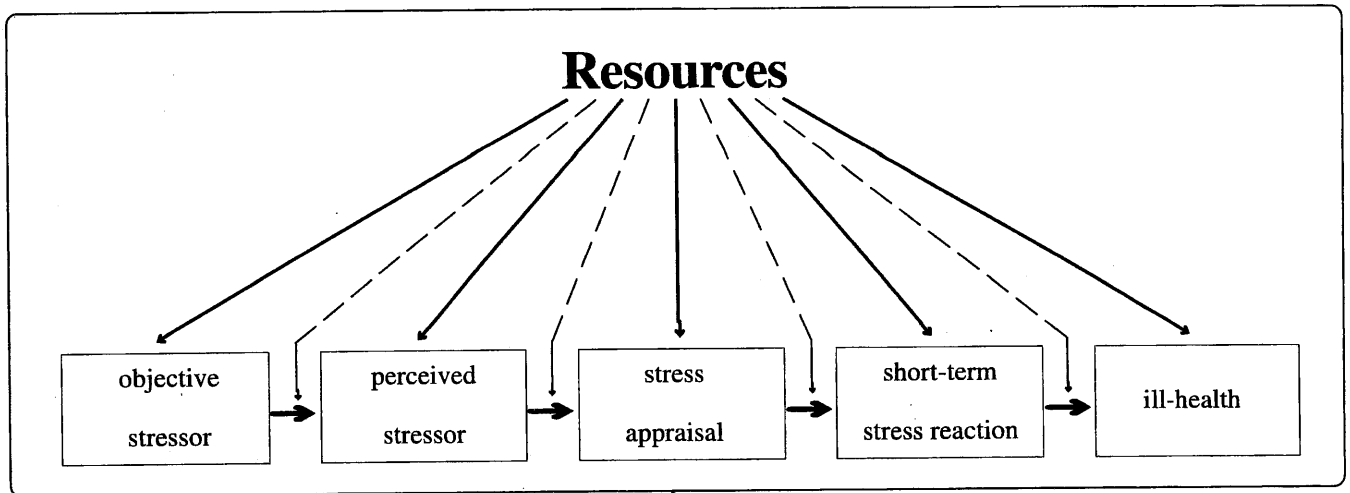 Resources
objective
stressor
perceived
stressor
stress
appraisal
short-term
stress reaction
ill-health